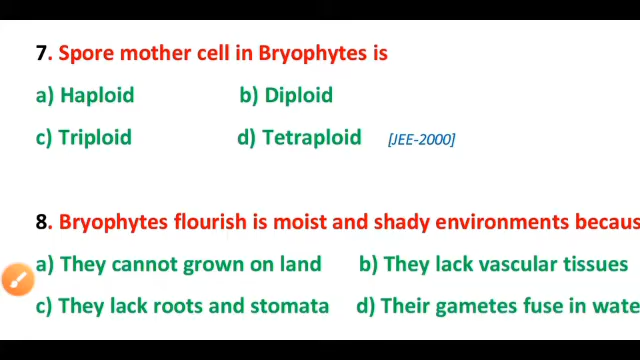 7. Spore mother cell in Bryophytes is
a) Haploid b) Diploid
c) Triploid d) Tetraploid [JEE-2000]
8. Bryophytes flourish is moist and shady environments becaus
a) They cannot grown on land b) They lack vascular tissues
c) They lack roots and stomata d) Their gametes fuse in wate